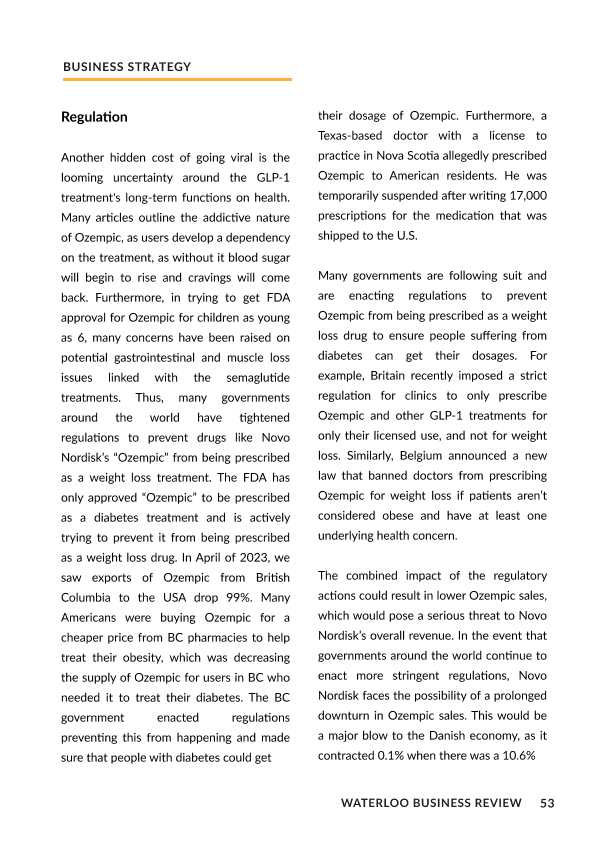 BUSINESS STRATEGY
Regulation
Another hidden cost of going viral is the
looming uncertainty around the GLP-1
treatment's long-term functions on health.
Many articles outline the addictive nature
of Ozempic, as users develop a dependency
on the treatment, as without it blood sugar
will begin to rise and cravings will come
back. Furthermore, in trying to get FDA
approval for Ozempic for children as young
as 6, many concerns have been raised on
potential gastrointestinal and muscle loss
issues linked with the semaglutide
treatments. Thus, many governments
around the world have tightened
regulations to prevent drugs like Novo
Nordisk's “Ozempic” from being prescribed
as a weight loss treatment. The FDA has
only approved “Ozempic” to be prescribed
as a diabetes treatment and is actively
trying to prevent it from being prescribed
as a weight loss drug. In April of 2023, we
saw exports of Ozempic from British
Columbia to the USA drop 99%. Many
Americans were buying Ozempic for a
cheaper price from BC pharmacies to help
treat their obesity, which was decreasing
the supply of Ozempic for users in BC who
needed it to treat their diabetes. The BC
government enacted regulations
preventing this from happening and made
sure that people with diabetes could get
their dosage of Ozempic. Furthermore, a
Texas-based doctor with a license to
practice in Nova Scotia allegedly prescribed
Ozempic to American residents. He was
temporarily suspended after writing 17,000
prescriptions for the medication that was
shipped to the U.S.
Many governments are following suit and
are enacting regulations to prevent
Ozempic from being prescribed as a weight
loss drug to ensure people suffering from
diabetes can get their dosages. For
example, Britain recently imposed a strict
regulation for clinics to only prescribe
Ozempic and other GLP-1 treatments for
only their licensed use, and not for weight
loss. Similarly, Belgium announced a new
law that banned doctors from prescribing
Ozempic for weight loss if patients aren't
considered obese and have at least one
underlying health concern.
The combined impact of the regulatory
actions could result in lower Ozempic sales,
which would pose a serious threat to Novo
Nordisk's overall revenue. In the event that
governments around the world continue to
enact more stringent regulations, Novo
Nordisk faces the possibility of a prolonged
downturn in Ozempic sales. This would be
a major blow to the Danish economy, as it
contracted 0.1% when there was a 10.6%
WATERLOO BUSINESS REVIEW 53